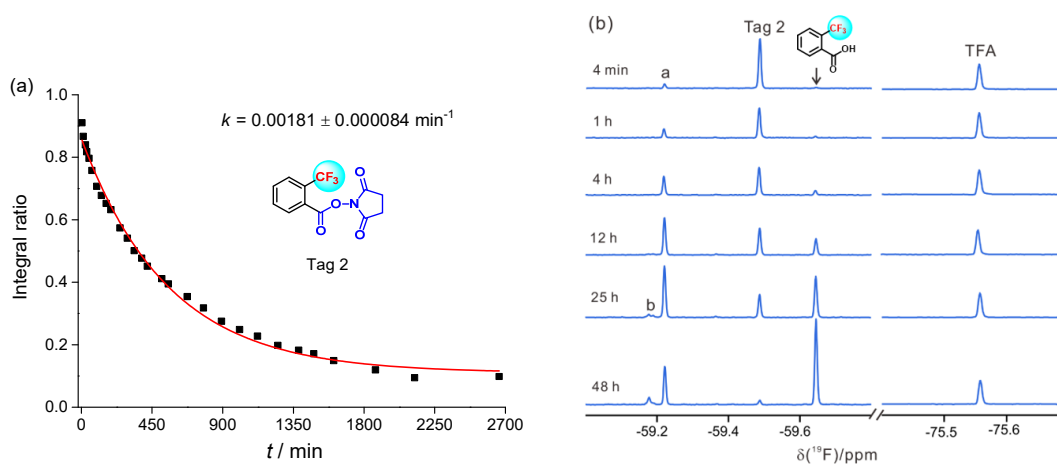 (a)
Integral ratio
1.0
0.8
0.6
0.4
0.2
0.0
0
450
900
1350
1800
2250
2700
t / min
k = 0.00181 ± 0.000084 min⁻¹
CF₃
O
O
N
O
O
Tag 2
(b)
Tag 2
CF₃
OH
O
TFA
4 min
a
1 h
4 h
12 h
25 h
b
48 h
-59.2
-59.4
-59.6
-75.5
-75.6
δ(¹⁹F)/ppm